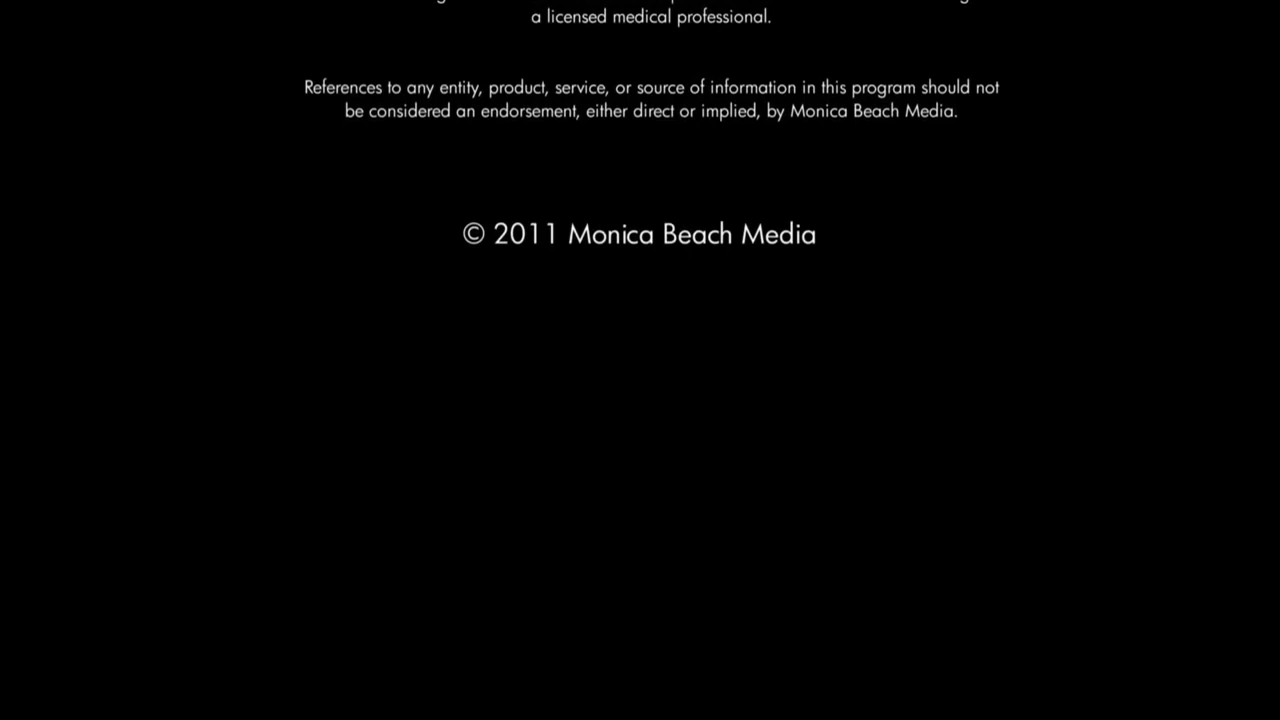 a licensed medical professional.
References to any entity, product, service, or source of information in this program should not
be considered an endorsement, either direct or implied, by Monica Beach Media.
© 2011 Monica Beach Media